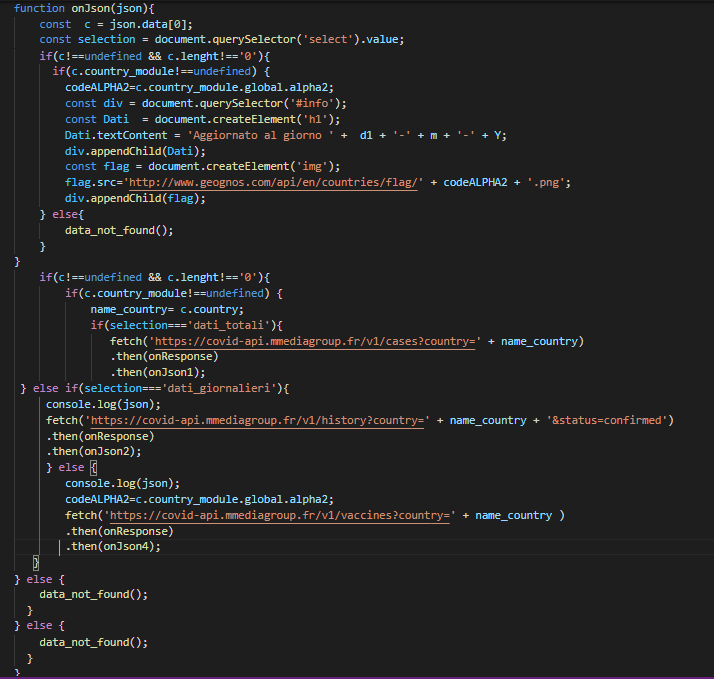 function onJson(json){
const  c = json.data[0];
const selection = document.querySelector('select').value;
if(c!==undefined && c.lenght!=='0'){
if(c.country_module!==undefined) {
codeALPHA2=c.country_module.global.alpha2;
const div = document.querySelector('#info');
const Dati  = document.createElement('h1');
Dati.textContent = 'Aggiornato al giorno ' +  d1 + '-' + m + '-' + Y;
div.appendChild(Dati);
const flag = document.createElement('img');
flag.src='http://www.geognos.com/api/en/countries/flag/' + codeALPHA2 + '.png';
div.appendChild(flag);
} else{
data_not_found();
}
}
if(c!==undefined && c.lenght!=='0'){
if(c.country_module!==undefined) {
name_country= c.country;
if(selection==='dati_totali'){
fetch('https://covid-api.mmediagroup.fr/v1/cases?country=' + name_country)
.then(onResponse)
.then(onJson1);
} else if(selection==='dati_giornalieri'){
console.log(json);
fetch('https://covid-api.mmediagroup.fr/v1/history?country=' + name_country + '&status=confirmed')
.then(onResponse)
.then(onJson2);
} else {
console.log(json);
codeALPHA2=c.country_module.global.alpha2;
fetch('https://covid-api.mmediagroup.fr/v1/vaccines?country=' + name_country )
.then(onResponse)
.then(onJson4);
}
} else {
data_not_found();
}
} else {
data_not_found();
}
}